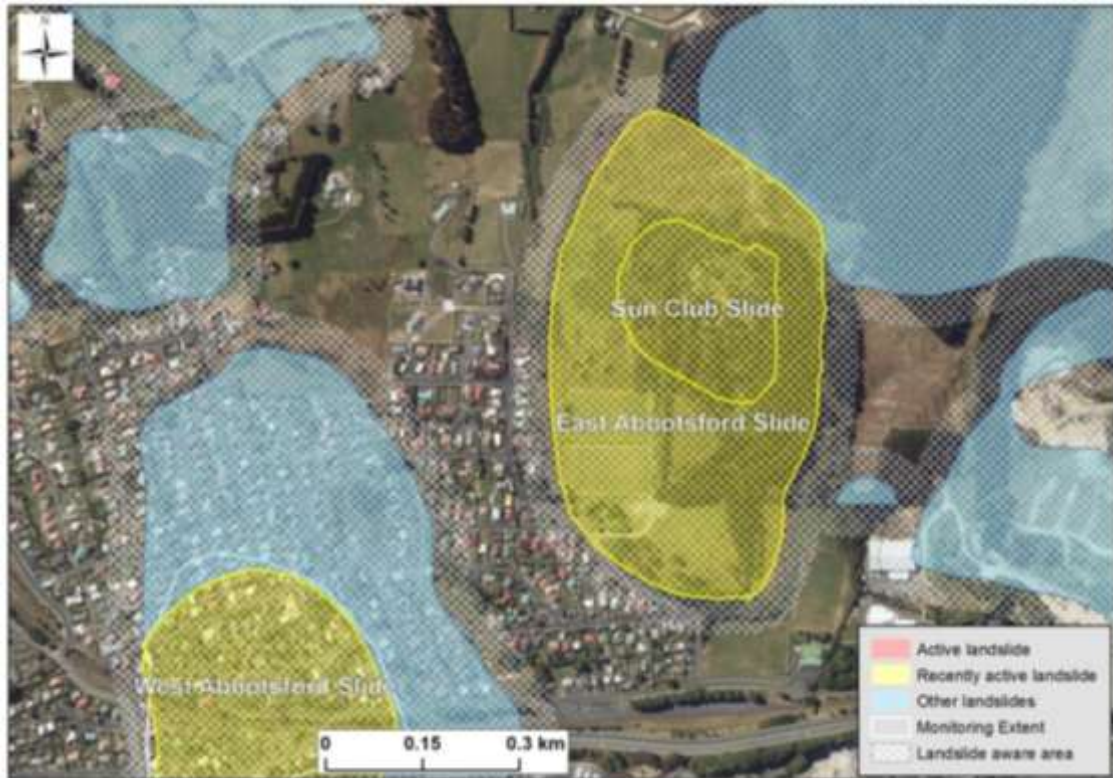 N
Sun Club Slide
East Abbotsford Slide
West Abbotsford Slide
Active landslide
Recently active landslide
Other landslides
Monitoring Extent
Landslide aware area
0 0.15 0.3 km